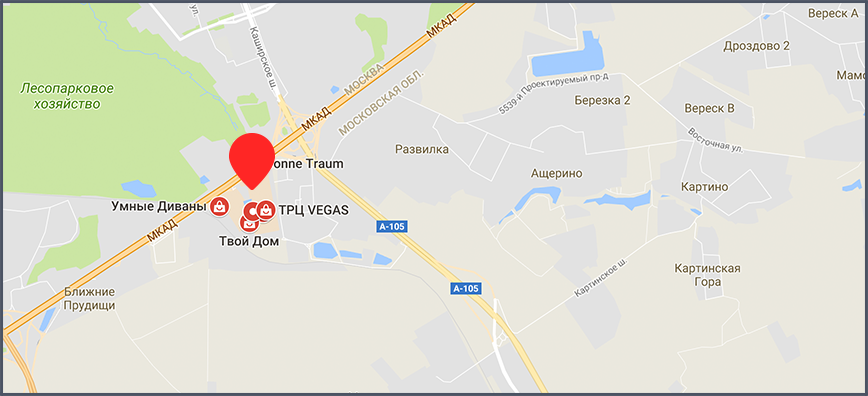 Вереск А
МКАД
Каширское ш.
Дроздово 2
МОСКВА
Мамо
Лесопарковое
хозяйство
МОСКОВСКАЯ ОБЛ.
5539-й Проектируемый пр-д
Березка 2
Вереск В
МКАД
Восточная ул.
Развилка
onne Traum
Ащерино
Картино
Умные Диваны
ТРЦ VEGAS
МКАД
А-105
Твой Дом
Картинское ш.
Картинская
Гора
А-105
Ближние
Прудищи